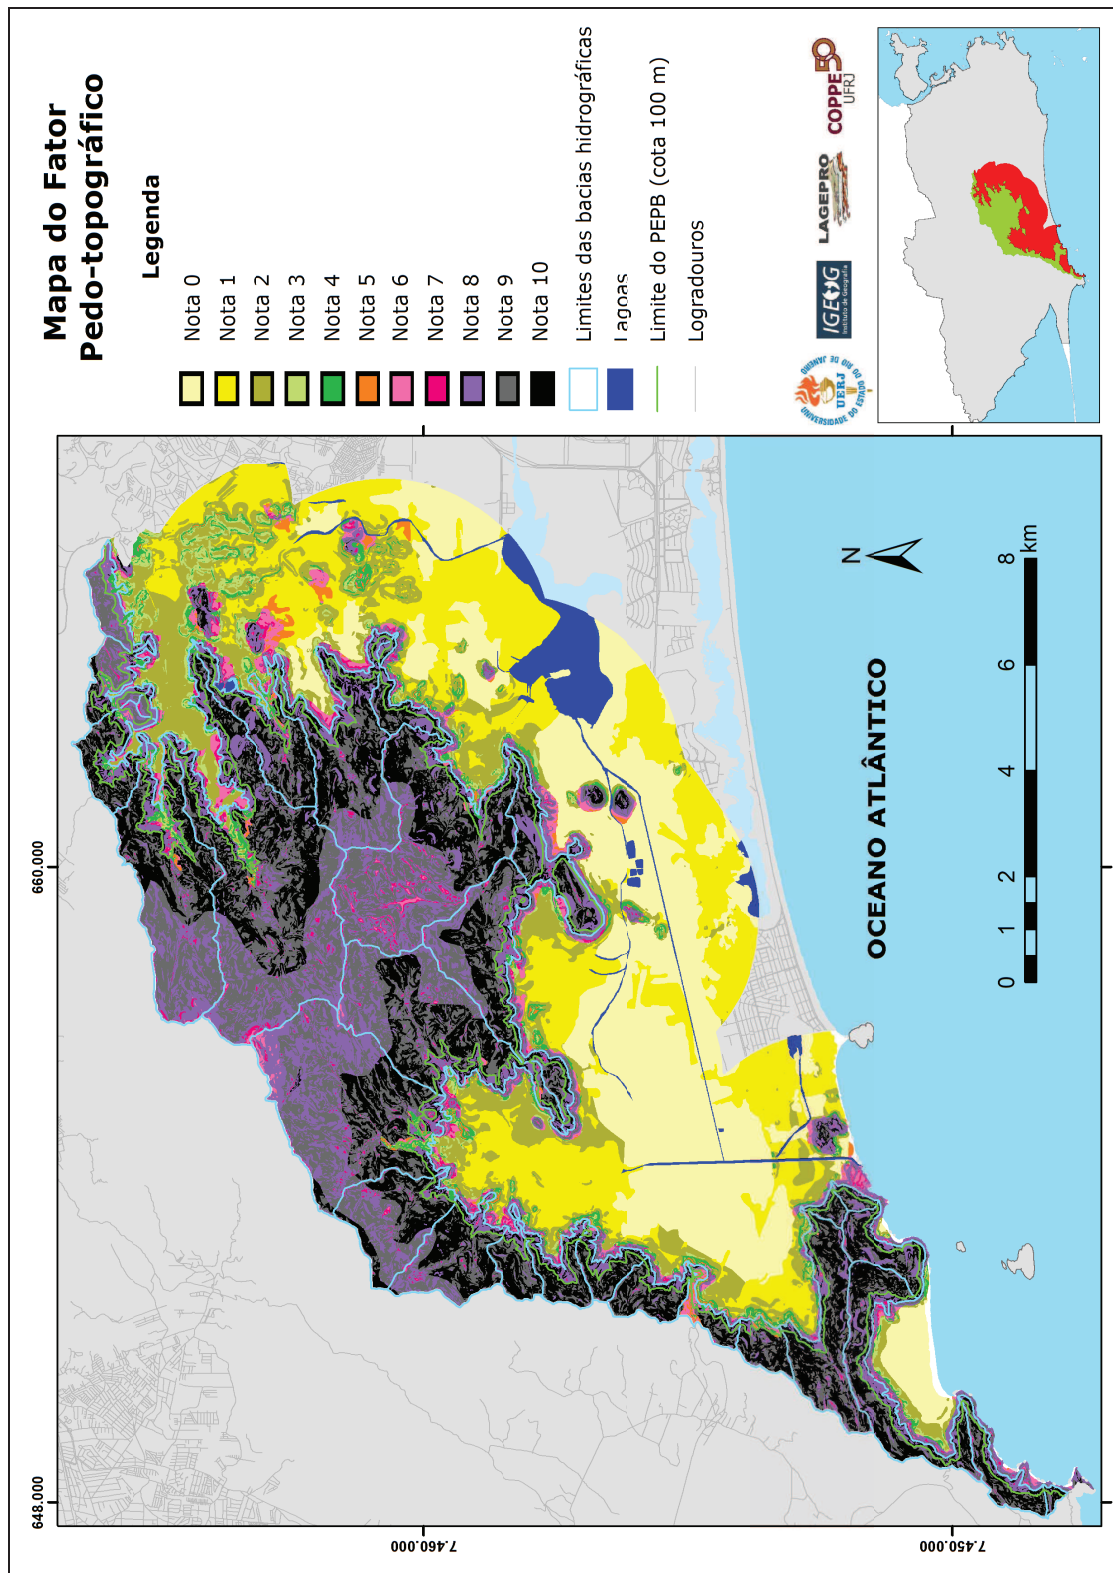 Mapa do Fator
Pedo-topográfico
Legenda
Nota 0
Nota 1
Nota 2
Nota 3
Nota 4
Nota 5
Nota 6
Nota 7
Nota 8
Nota 9
Nota 10
Limites das bacias hidrográficas
Lagoas
Limite do PEPB (cota 100 m)
Logradouros
UNIVERSIDADE DO ESTADO DO RIO DE JANEIRO
UERJ
IGEOG
Instituto de Geografia
LAGEPRO
COPPE 50
UFRJ
648.000
660.000
7.460.000
7.450.000
OCEANO ATLÂNTICO
N
0 1 2 4 6 8
km